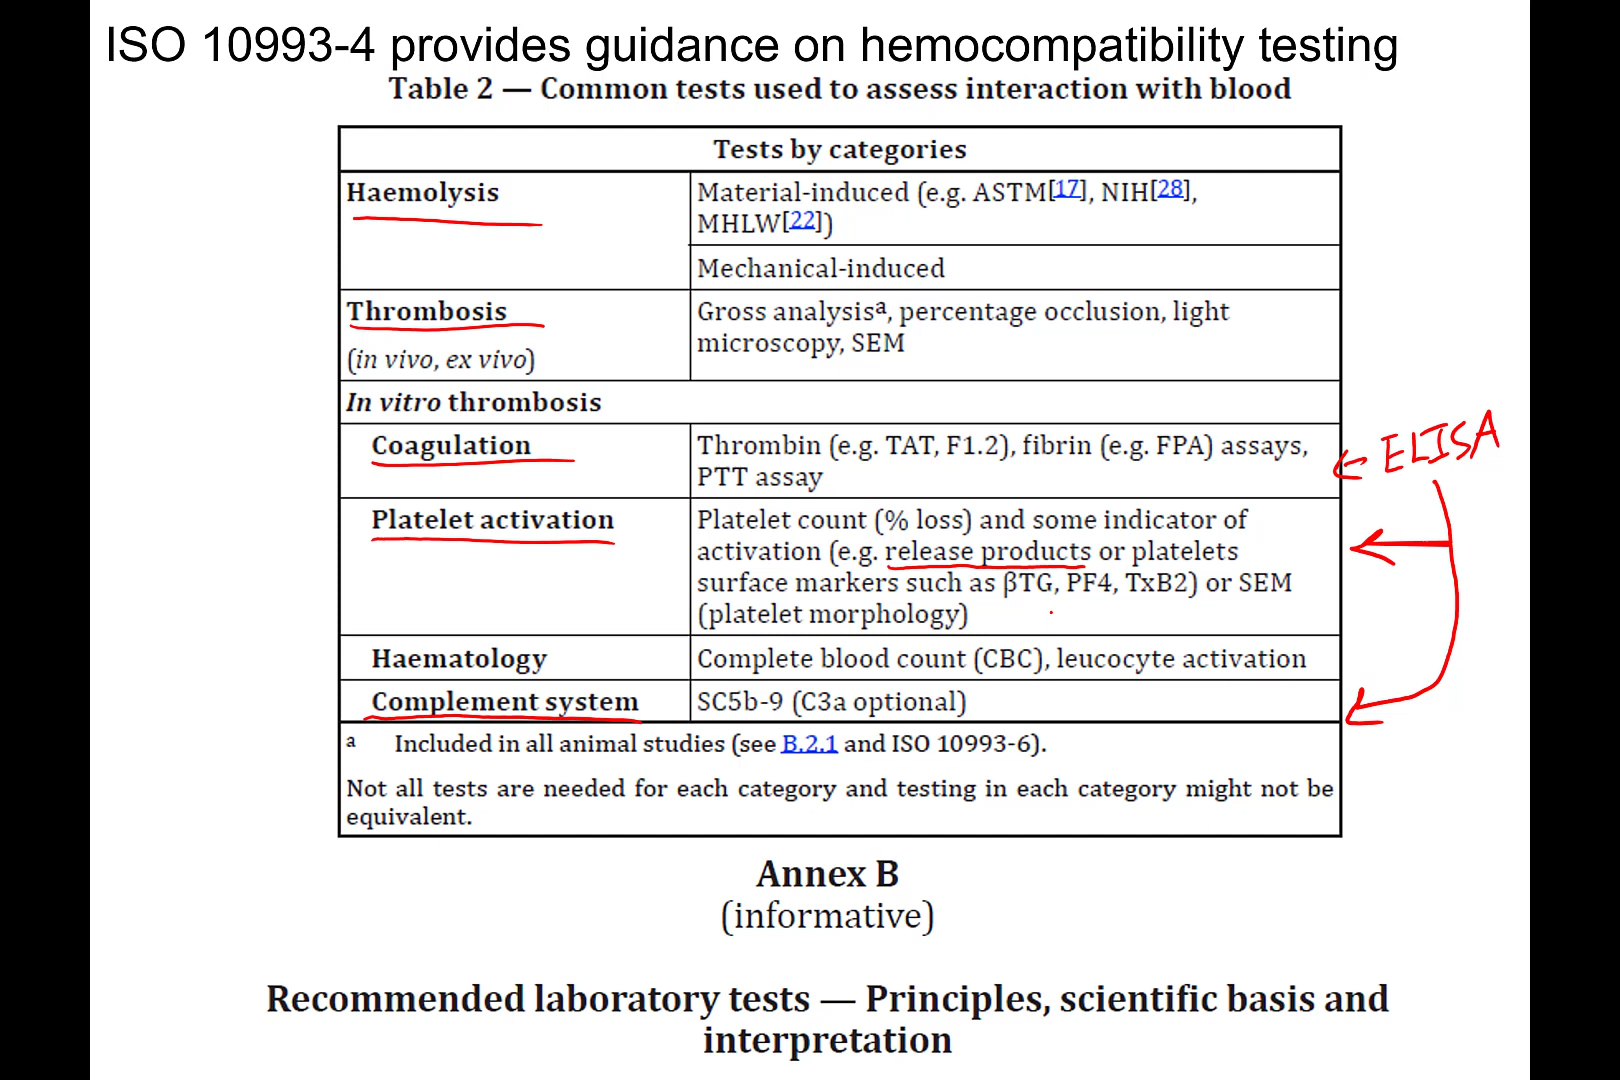 ISO 10993-4 provides guidance on hemocompatibility testing
Table 2 — Common tests used to assess interaction with blood
Tests by categories
Haemolysis
Material-induced (e.g. ASTM[17], NIH[28],
MHLW[22])
Mechanical-induced
Thrombosis
(in vivo, ex vivo)
Gross analysisa, percentage occlusion, light
microscopy, SEM
In vitro thrombosis
Coagulation
Thrombin (e.g. TAT, F1.2), fibrin (e.g. FPA) assays,
PTT assay
ELISA
Platelet activation
Platelet count (% loss) and some indicator of
activation (e.g. release products or platelets
surface markers such as βTG, PF4, TxB2) or SEM
(platelet morphology)
Haematology
Complete blood count (CBC), leucocyte activation
Complement system
SC5b-9 (C3a optional)
a Included in all animal studies (see B.2.1 and ISO 10993-6).
Not all tests are needed for each category and testing in each category might not be
equivalent.
Annex B
(informative)
Recommended laboratory tests — Principles, scientific basis and
interpretation